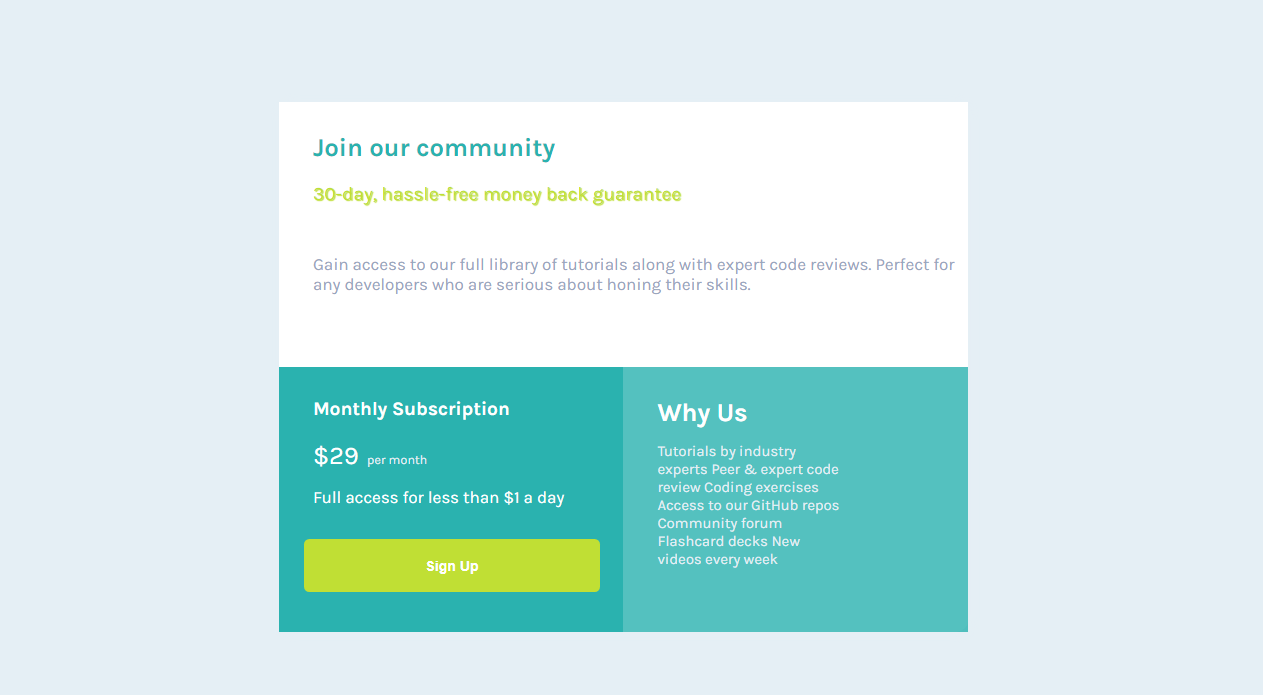 Join our community
30-day, hassle-free money back guarantee
Gain access to our full library of tutorials along with expert code reviews. Perfect for
any developers who are serious about honing their skills.
Monthly Subscription
$29 per month
Full access for less than $1 a day
Sign Up
Why Us
Tutorials by industry
experts Peer & expert code
review Coding exercises
Access to our GitHub repos
Community forum
Flashcard decks New
videos every week